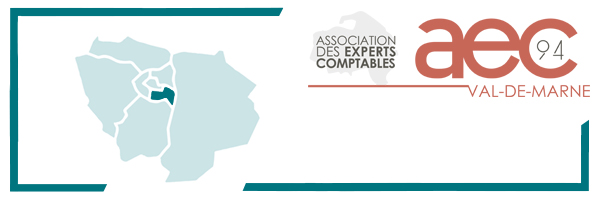 ASSOCIATION
DES EXPERTS
COMPTABLES
aec
94
VAL-DE-MARNE